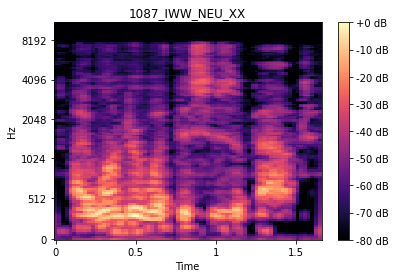 1087_IWW_NEU_XX
+0 dB
8192
-10 dB
4096
-20 dB
-30 dB
2048
Hz
-40 dB
1024
-50 dB
512
-60 dB
-70 dB
0
-80 dB
0
0.5
1
1.5
Time